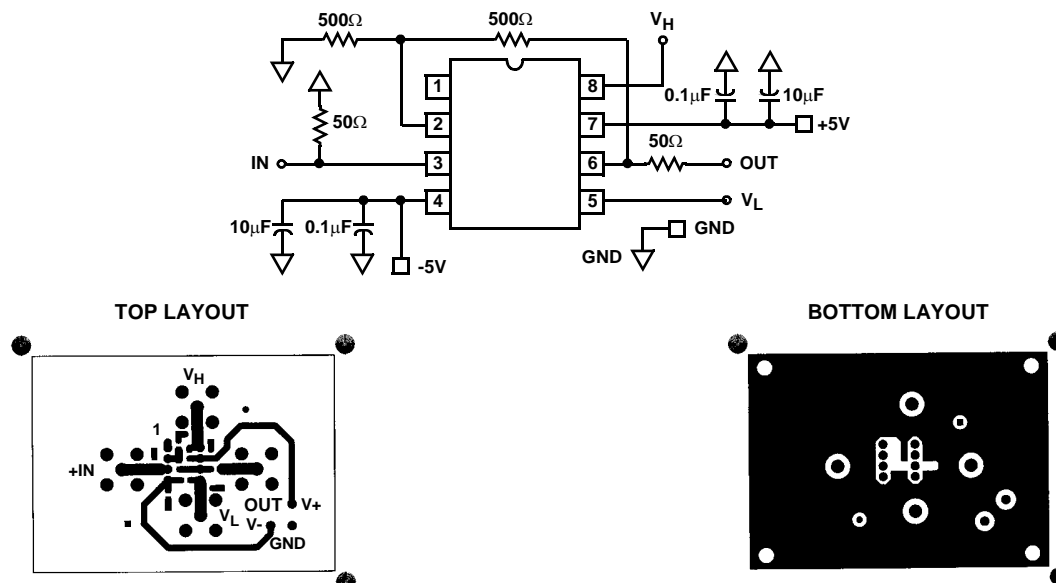 500Ω 500Ω V_H
1 8 0.1μF 10μF
50Ω 2 7 +5V
50Ω
IN 3 6 OUT
4 5 V_L
10μF 0.1μF GND
GND
-5V
TOP LAYOUT BOTTOM LAYOUT
V_H
1
+IN
OUT V+
V_L V-
GND